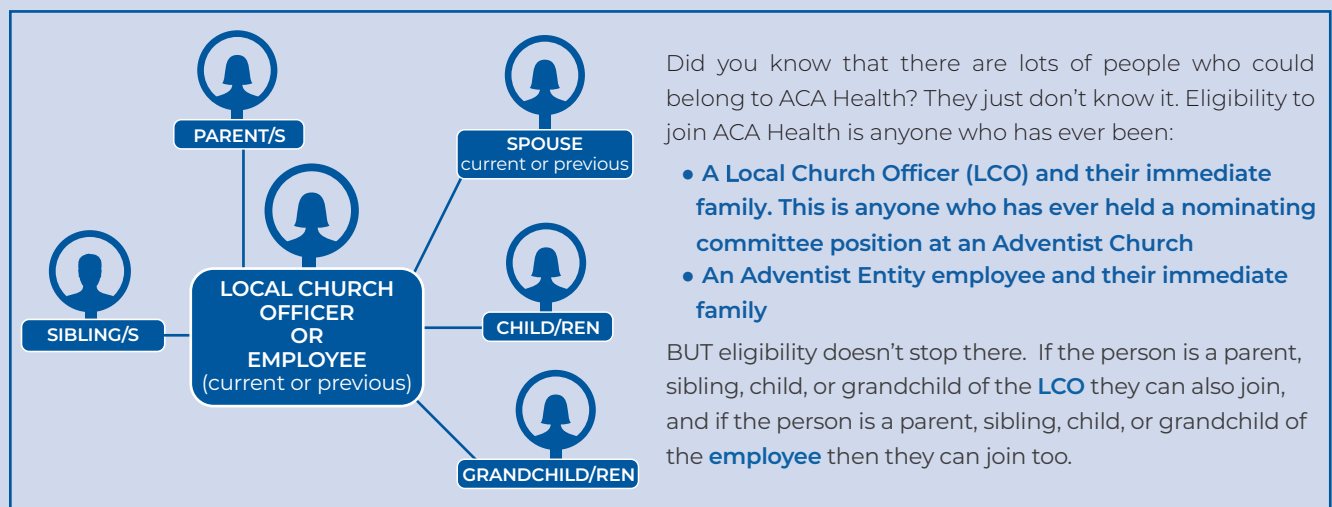 PARENT/S
SPOUSE
current or previous
LOCAL CHURCH
OFFICER
OR
EMPLOYEE
(current or previous)
SIBLING/S
CHILD/REN
GRANDCHILD/REN
Did you know that there are lots of people who could
belong to ACA Health? They just don't know it. Eligibility to
join ACA Health is anyone who has ever been:
● A Local Church Officer (LCO) and their immediate
family. This is anyone who has ever held a nominating
committee position at an Adventist Church
● An Adventist Entity employee and their immediate
family
BUT eligibility doesn't stop there. If the person is a parent,
sibling, child, or grandchild of the LCO they can also join,
and if the person is a parent, sibling, child, or grandchild of
the employee then they can join too.